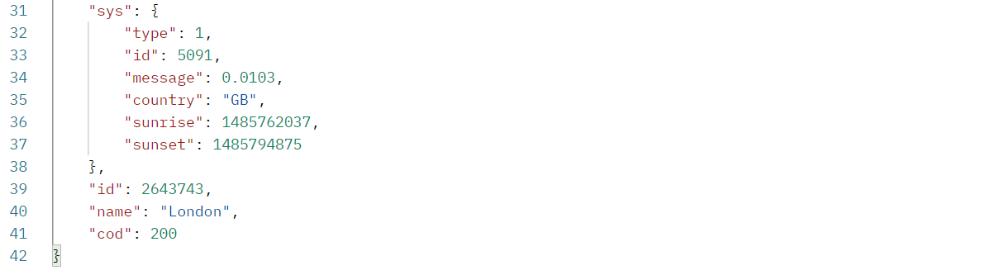 31 "sys": {
32 "type": 1,
33 "id": 5091,
34 "message": 0.0103,
35 "country": "GB",
36 "sunrise": 1485762037,
37 "sunset": 1485794875
38 },
39 "id": 2643743,
40 "name": "London",
41 "cod": 200
42 }